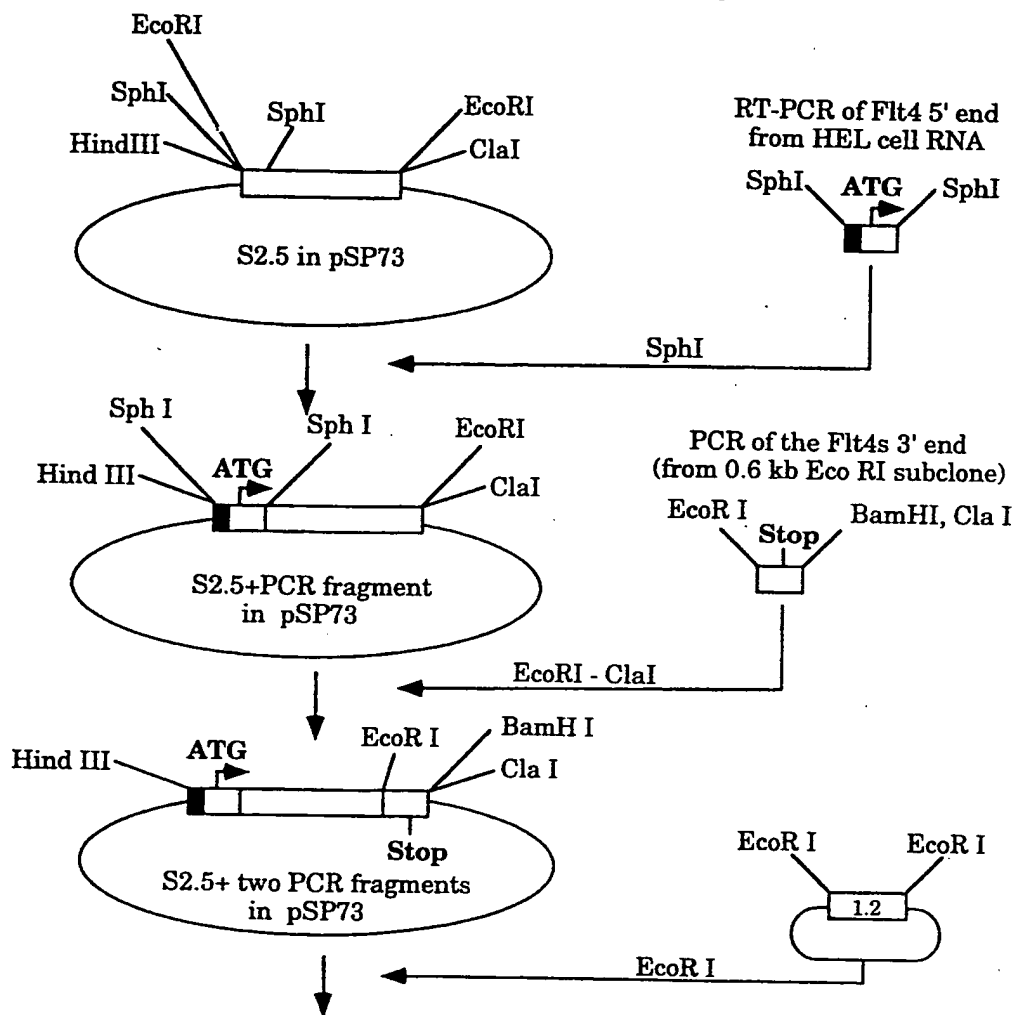 EcoRI
SphI
SphI
EcoRI
HindIII
ClaI
S2.5 in pSP73
RT-PCR of Flt4 5' end
from HEL cell RNA
SphI
ATG
SphI
SphI
Sph I
Sph I
EcoRI
Hind III
ATG
ClaI
S2.5+PCR fragment
in pSP73
PCR of the Flt4s 3' end
(from 0.6 kb Eco RI subclone)
EcoR I
Stop
BamHI, Cla I
EcoRI - ClaI
Hind III
ATG
EcoR I
BamH I
Cla I
Stop
S2.5+ two PCR fragments
in pSP73
EcoR I
EcoR I
1.2
EcoR I